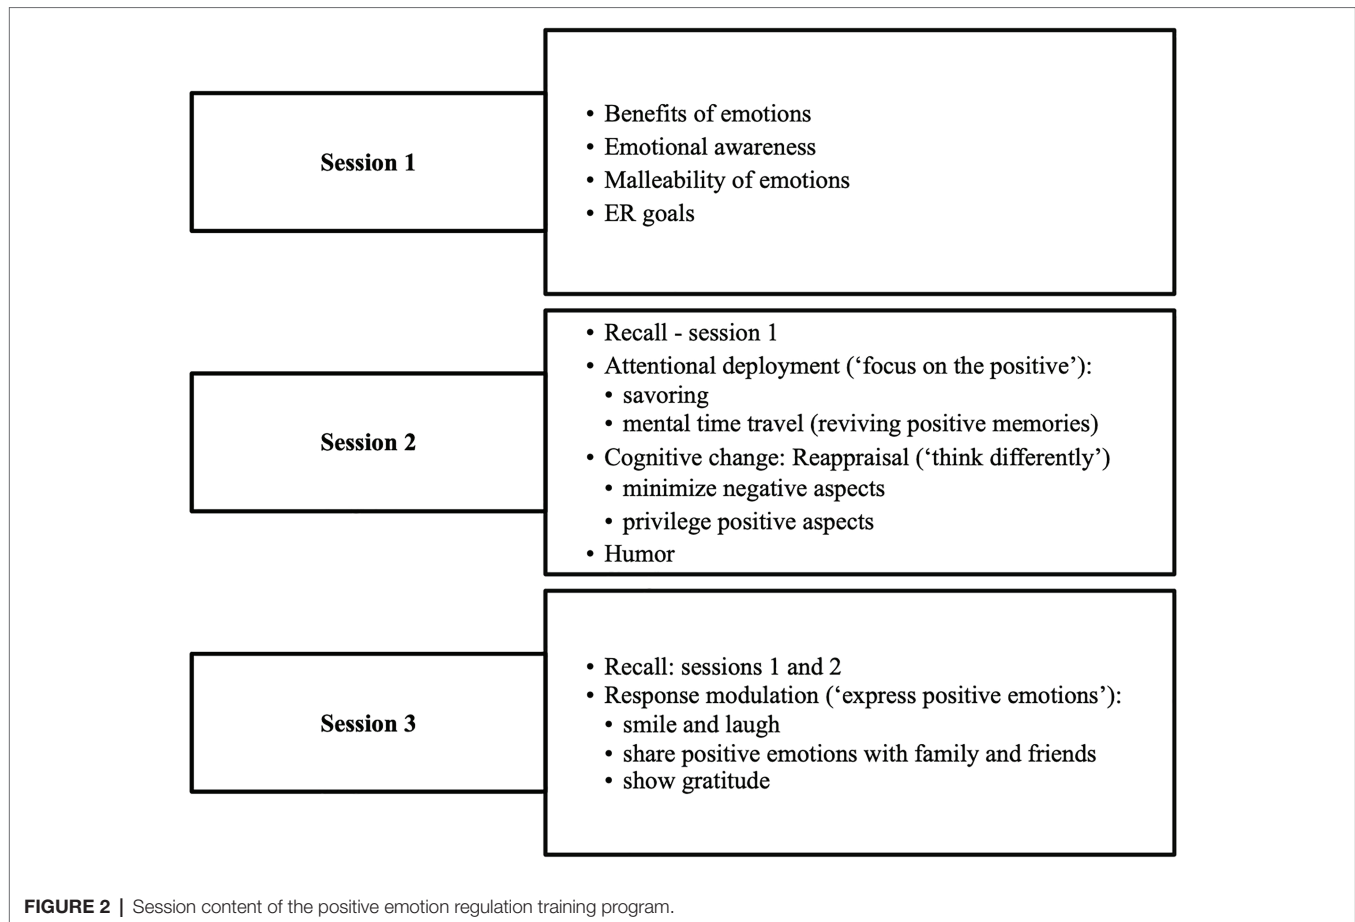 Session 1
• Benefits of emotions
• Emotional awareness
• Malleability of emotions
• ER goals
Session 2
• Recall - session 1
• Attentional deployment (‘focus on the positive’):
• savoring
• mental time travel (reviving positive memories)
• Cognitive change: Reappraisal (‘think differently’)
• minimize negative aspects
• privilege positive aspects
• Humor
Session 3
• Recall: sessions 1 and 2
• Response modulation (‘express positive emotions’):
• smile and laugh
• share positive emotions with family and friends
• show gratitude
FIGURE 2 | Session content of the positive emotion regulation training program.